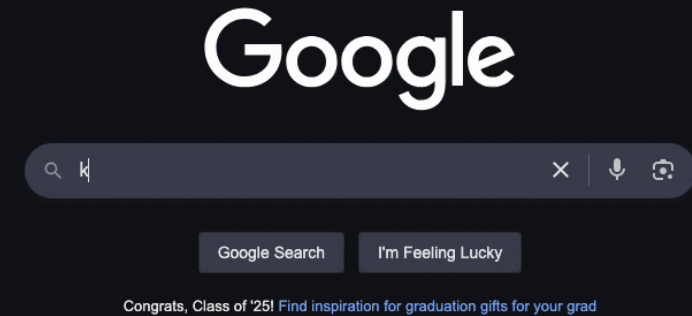 Google
k
Google Search
I'm Feeling Lucky
Congrats, Class of '25! Find inspiration for graduation gifts for your grad